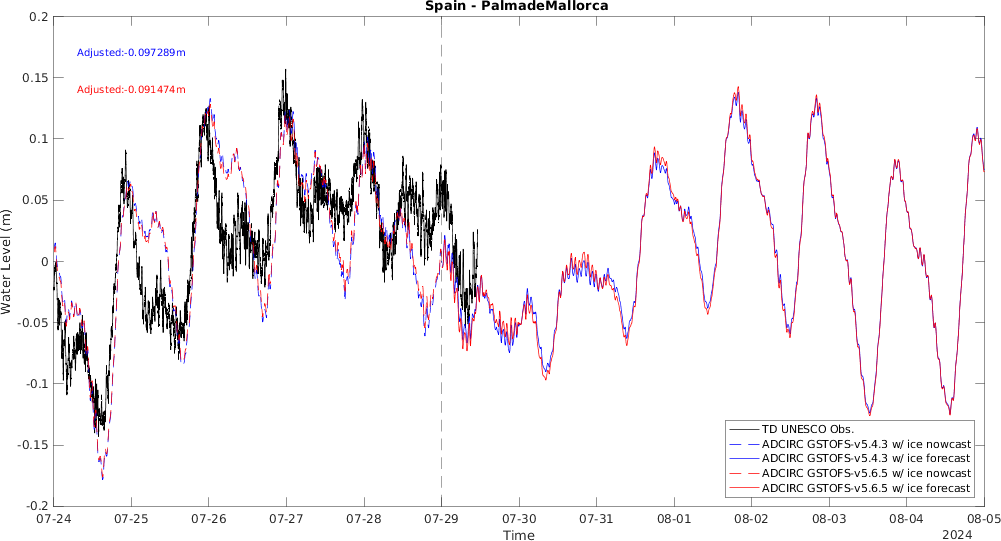 Spain - PalmadeMallorca
Adjusted:-0.097289m
Adjusted:-0.091474m
Water Level (m)
0.2
0.15
0.1
0.05
0
-0.05
-0.1
-0.15
-0.2
TD UNESCO Obs.
ADCIRC GSTOFS-v5.4.3 w/ ice nowcast
ADCIRC GSTOFS-v5.4.3 w/ ice forecast
ADCIRC GSTOFS-v5.6.5 w/ ice nowcast
ADCIRC GSTOFS-v5.6.5 w/ ice forecast
07-24 07-25 07-26 07-27 07-28 07-29 07-30 07-31 08-01 08-02 08-03 08-04 08-05
Time
2024